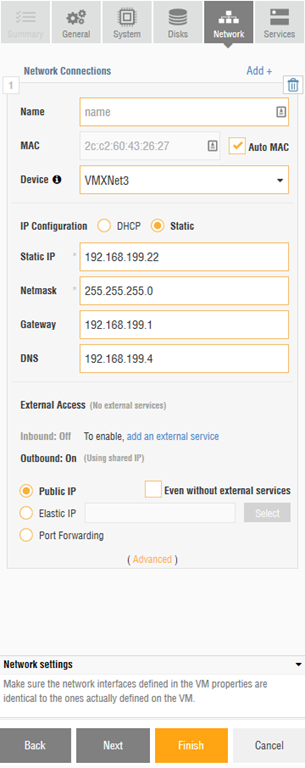 Summary General System Disks Network Services
Network Connections Add +
1
Name name
MAC 2c:c2:60:43:26:27 Auto MAC
Device VMXNet3
IP Configuration DHCP Static
Static IP * 192.168.199.22
Netmask * 255.255.255.0
Gateway 192.168.199.1
DNS 192.168.199.4
External Access (No external services)
Inbound: Off To enable, add an external service
Outbound: On (Using shared IP)
Public IP Even without external services
Elastic IP Select
Port Forwarding
( Advanced )
Network settings
Make sure the network interfaces defined in the VM properties are
identical to the ones actually defined on the VM.
Back Next Finish Cancel